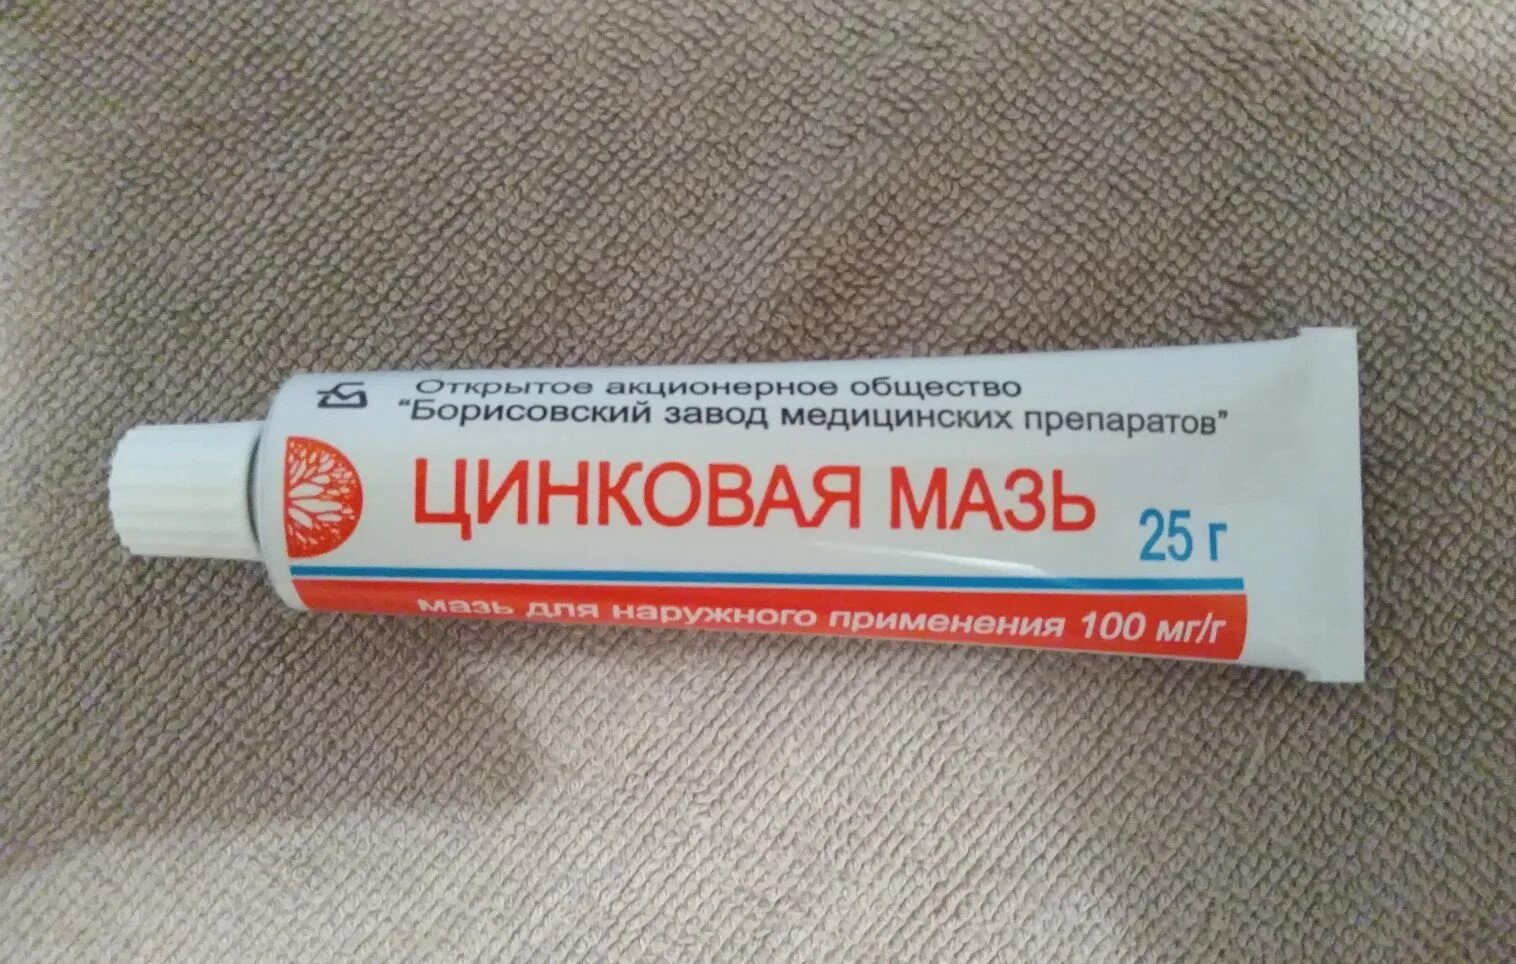 Открытое акционерное общество
"Борисовский завод медицинских препаратов"
ЦИНКОВАЯ МАЗЬ
25 г
мазь для наружного применения 100 мг/г